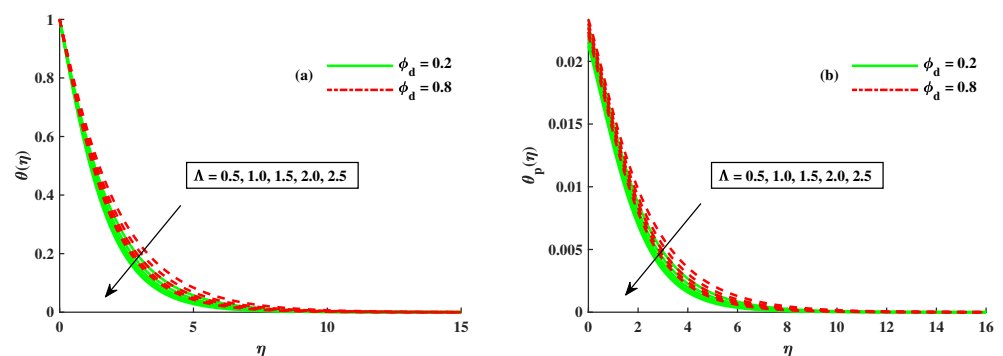 1
0.8
0.6
0.4
0.2
0
θ(η)
0 5 10 15
η
(a)
ϕd = 0.2
ϕd = 0.8
Λ = 0.5, 1.0, 1.5, 2.0, 2.5
0.02
0.015
0.01
0.005
0
θp(η)
0 2 4 6 8 10 12 14 16
η
(b)
ϕd = 0.2
ϕd = 0.8
Λ = 0.5, 1.0, 1.5, 2.0, 2.5